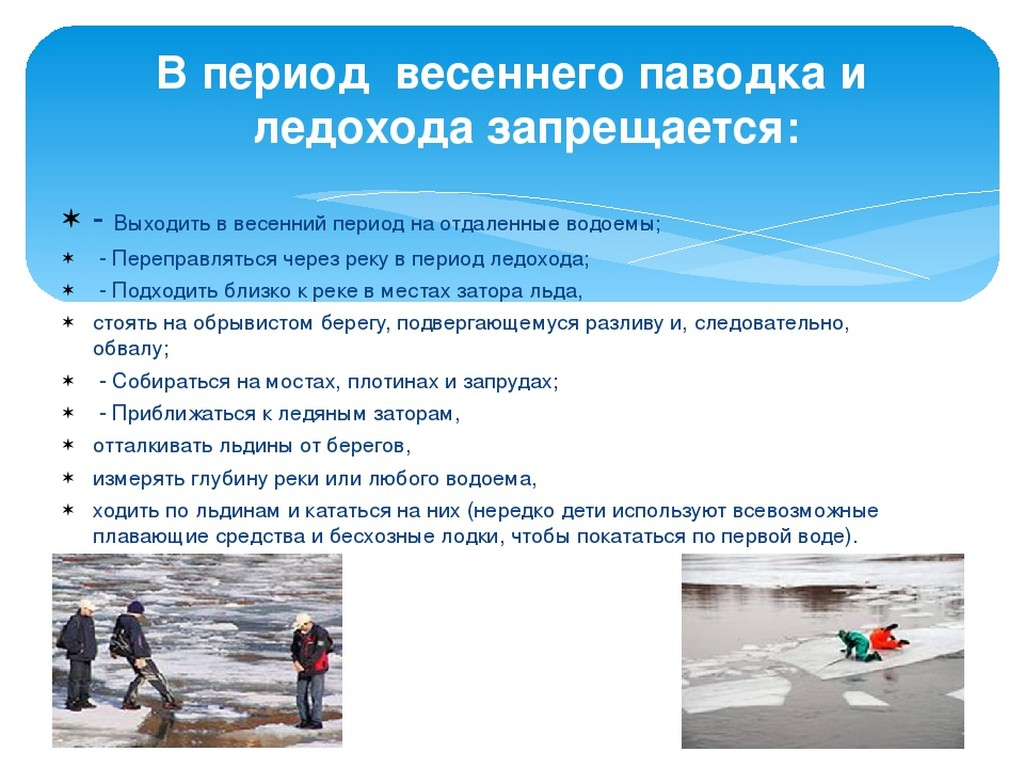 В период весеннего паводка и
ледохода запрещается:
- Выходить в весенний период на отдаленные водоемы;
- Переправляться через реку в период ледохода;
- Подходить близко к реке в местах затора льда,
стоять на обрывистом берегу, подвергающемуся разливу и, следовательно,
обвалу;
- Собираться на мостах, плотинах и запрудах;
- Приближаться к ледяным заторам,
отталкивать льдины от берегов,
измерять глубину реки или любого водоема,
ходить по льдинам и кататься на них (нередко дети используют всевозможные
плавающие средства и бесхозные лодки, чтобы покататься по первой воде).